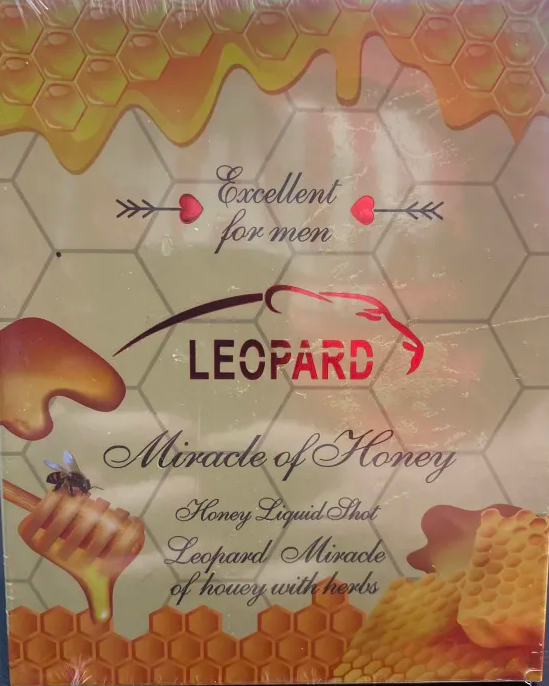 Excellent
for men
LEOPARD
Miracle of Honey
Honey Liquid Shot
Leopard Miracle
of houey with herbs